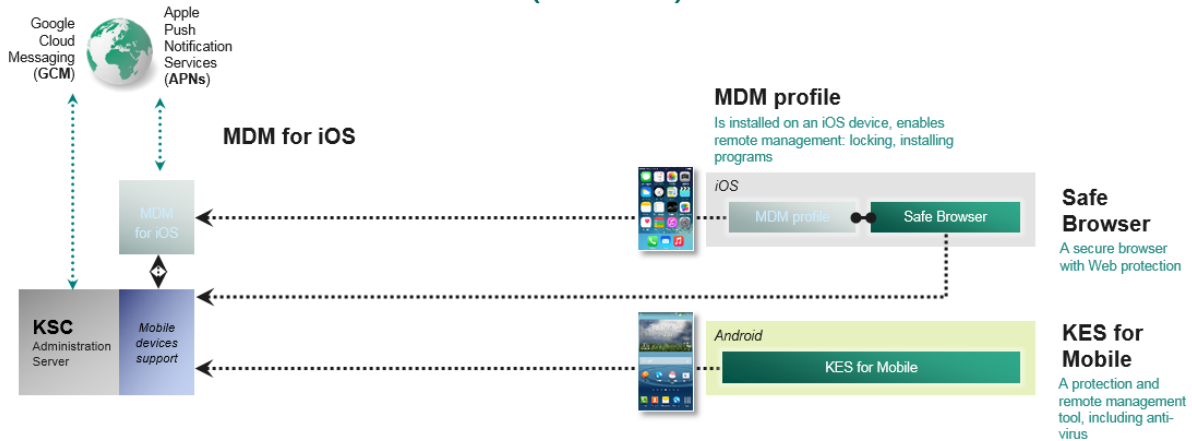 Google
Cloud
Messaging
(GCM)
Apple
Push
Notification
Services
(APNs)
MDM for iOS
MDM profile
Is installed on an iOS device, enables
remote management: locking, installing
programs
MDM
for iOS
iOS
MDM profile
Safe Browser
Safe
Browser
A secure browser
with Web protection
KSC
Administration
Server
Mobile
devices
support
Android
KES for Mobile
KES for
Mobile
A protection and
remote management
tool, including anti-
virus